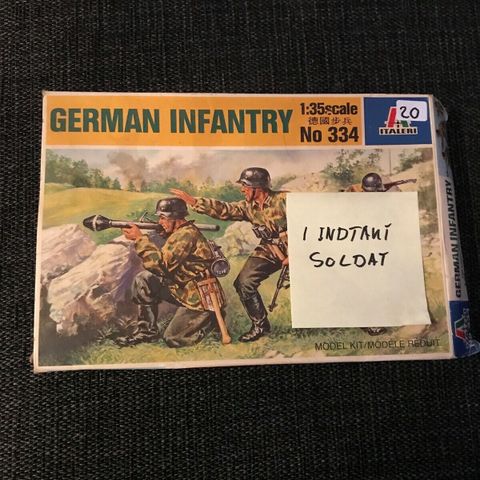 GERMAN INFANTRY
1:35scale
德國步兵
No 334
20
ITALERI
1 INDTANI
SOLDAT
GERMAN INFANTRY
MODEL KIT/MODELE REDUIT